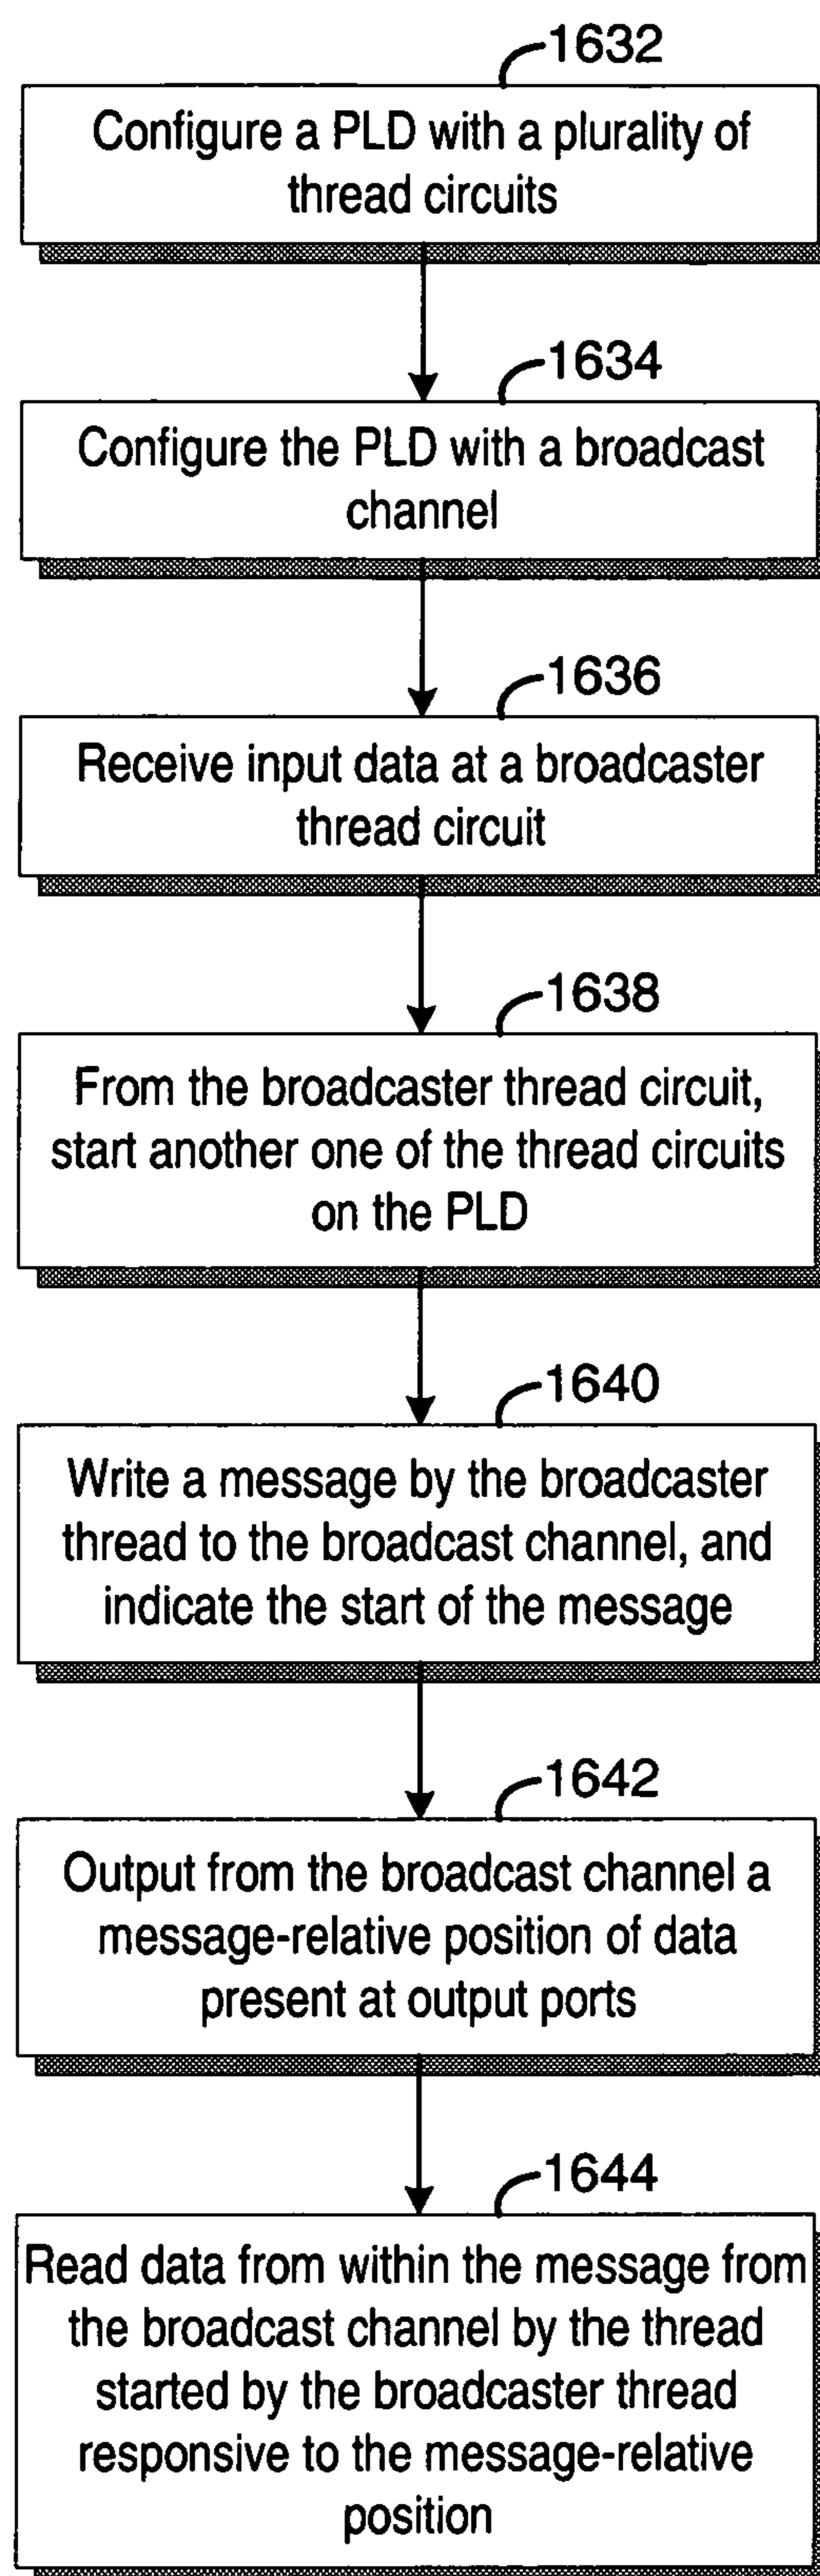 1632
Configure a PLD with a plurality of
thread circuits
1634
Configure the PLD with a broadcast
channel
1636
Receive input data at a broadcaster
thread circuit
1638
From the broadcaster thread circuit,
start another one of the thread circuits
on the PLD
1640
Write a message by the broadcaster
thread to the broadcast channel, and
indicate the start of the message
1642
Output from the broadcast channel a
message-relative position of data
present at output ports
1644
Read data from within the message from
the broadcast channel by the thread
started by the broadcaster thread
responsive to the message-relative
position